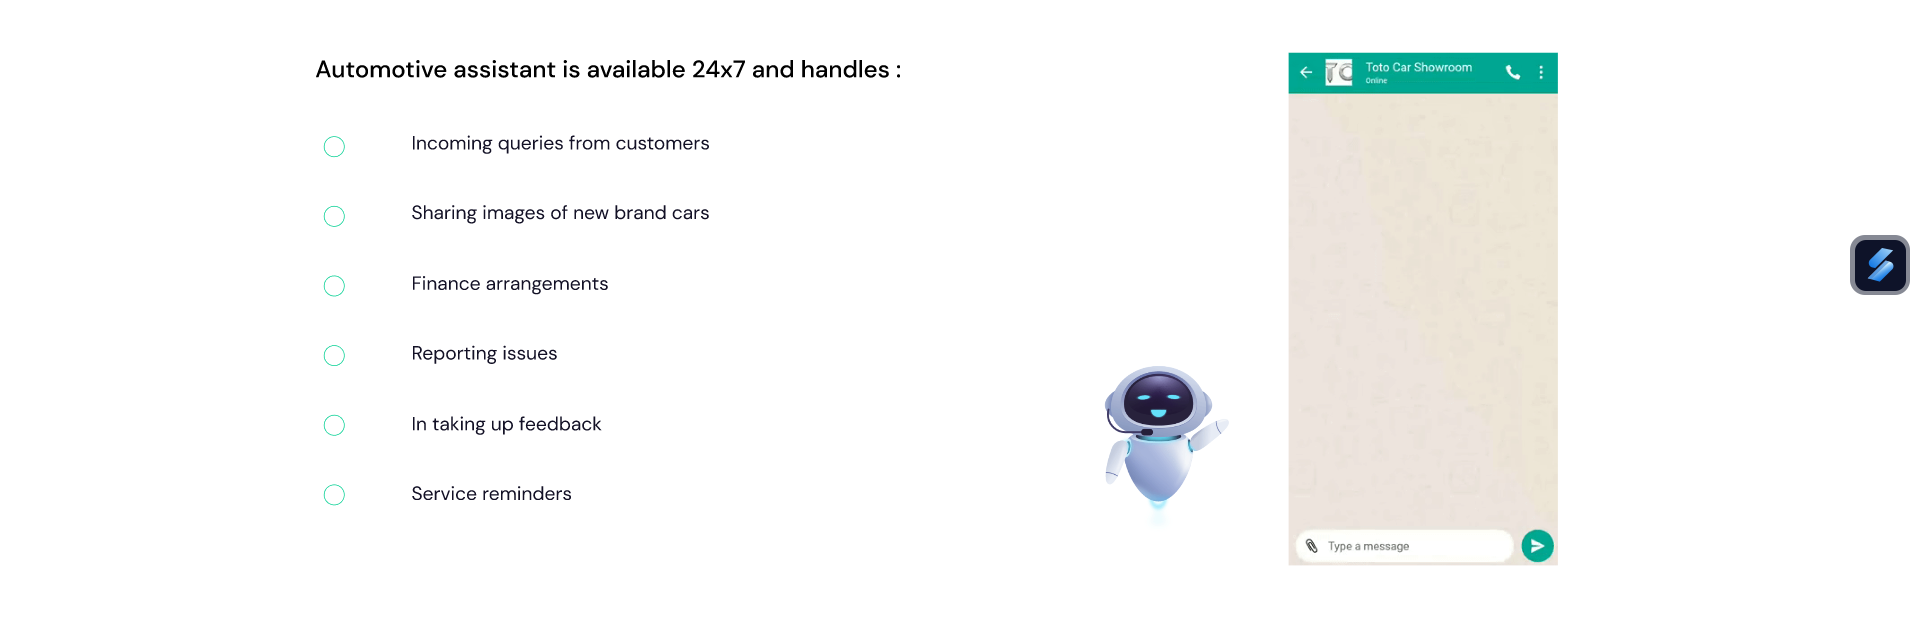 Automotive assistant is available 24x7 and handles :
Incoming queries from customers
Sharing images of new brand cars
Finance arrangements
Reporting issues
In taking up feedback
Service reminders
TO
Toto Car Showroom
Online
Type a message